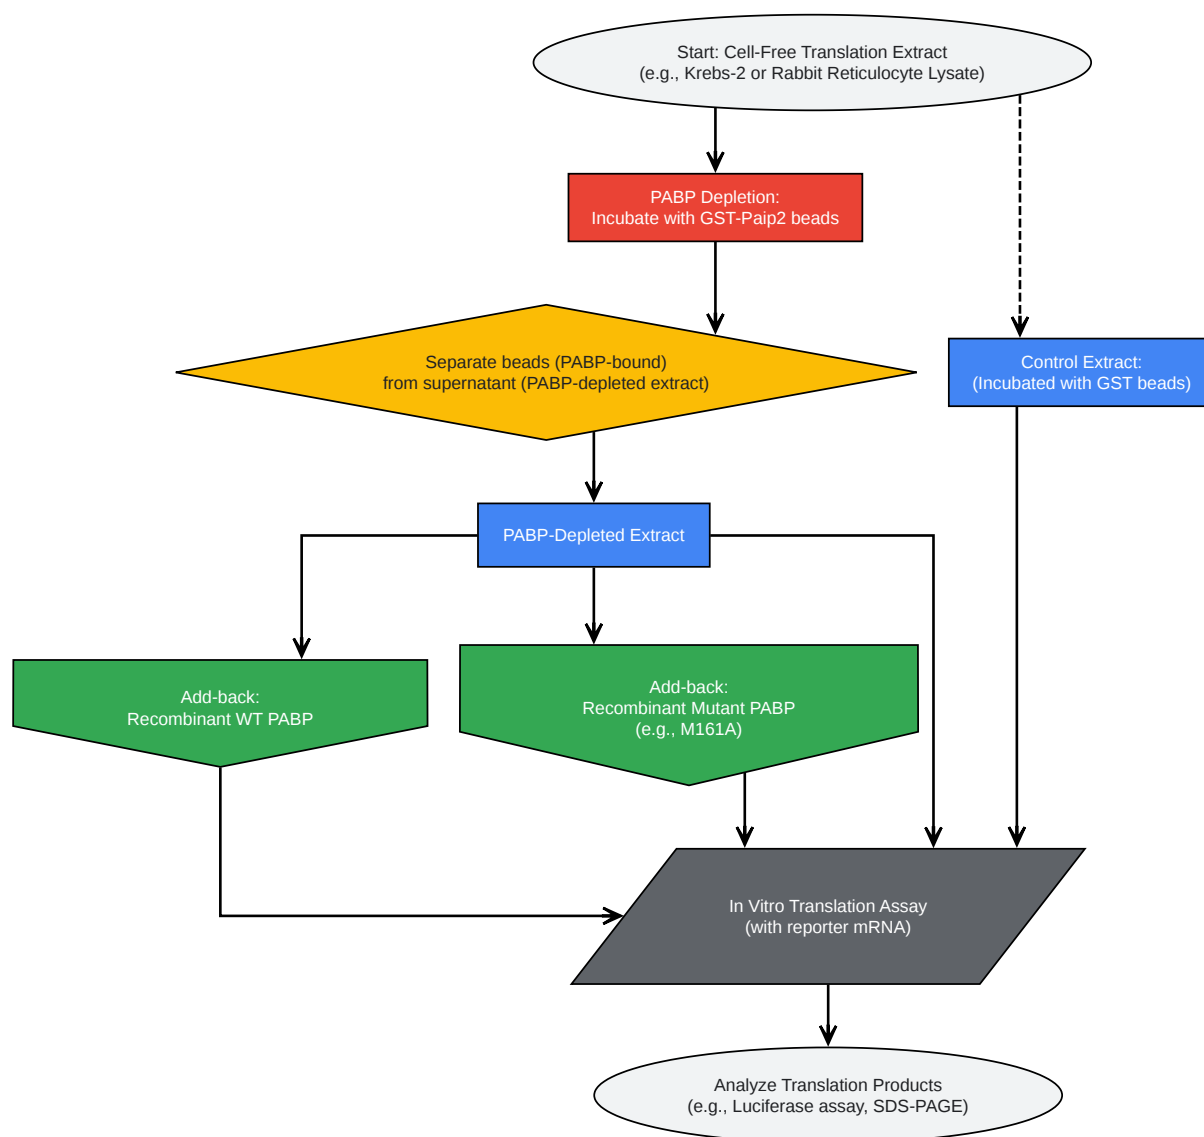 Start: Cell-Free Translation Extract
(e.g., Krebs-2 or Rabbit Reticulocyte Lysate)
PABP Depletion:
Incubate with GST-Paip2 beads
Separate beads (PABP-bound)
from supernatant (PABP-depleted extract)
Control Extract:
(Incubated with GST beads)
PABP-Depleted Extract
Add-back:
Recombinant WT PABP
Add-back:
Recombinant Mutant PABP
(e.g., M161A)
In Vitro Translation Assay
(with reporter mRNA)
Analyze Translation Products
(e.g., Luciferase assay, SDS-PAGE)